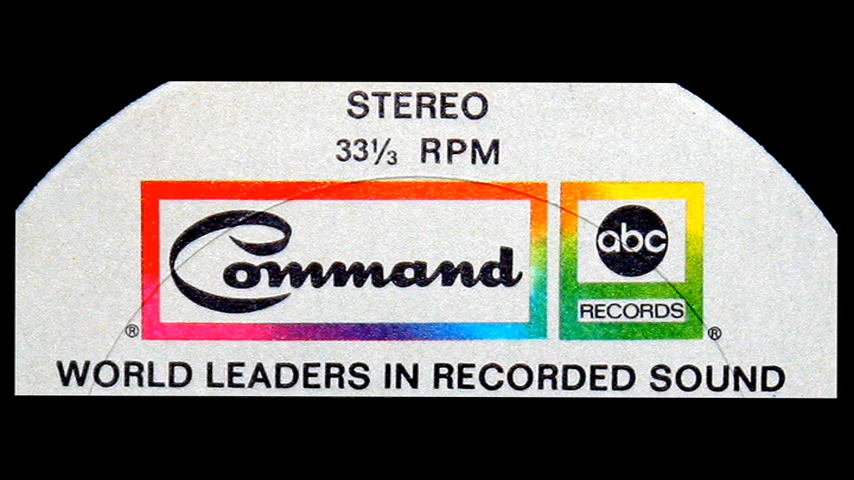 STEREO
33⅓ RPM
Command
abc
RECORDS
® ®
WORLD LEADERS IN RECORDED SOUND